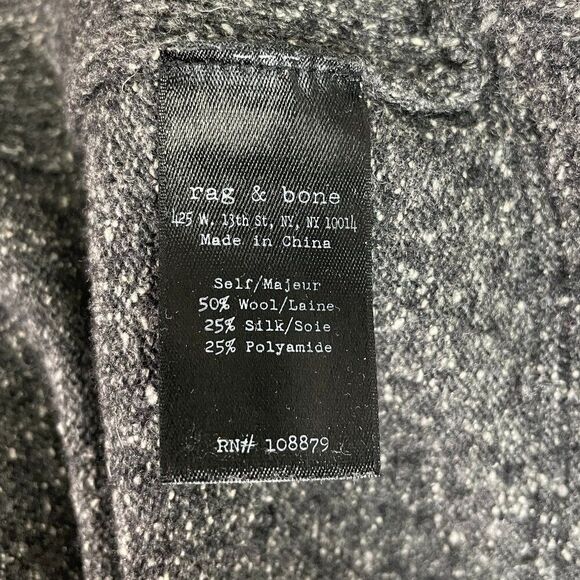 rag & bone
425 W. 13th St, NY, NY 10014
Made in China
Self/Majeur
50% Wool/Laine
25% Silk/Soie
25% Polyamide
RN# 108879